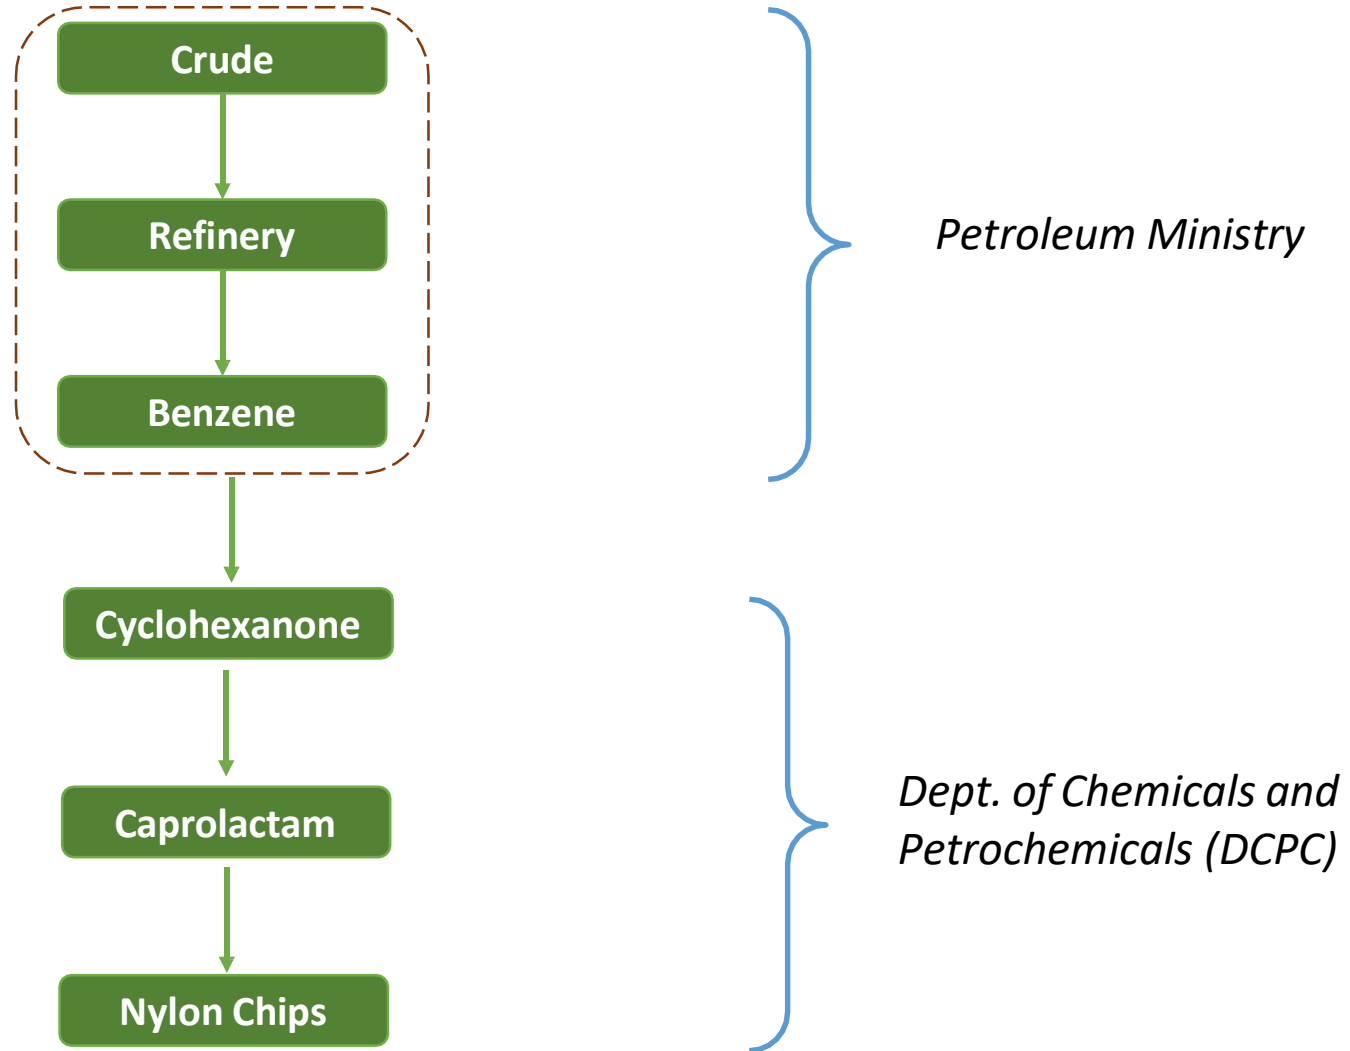 Crude
Refinery
Petroleum Ministry
Benzene
Cyclohexanone
Dept. of Chemicals and
Petrochemicals (DCPC)
Caprolactam
Nylon Chips